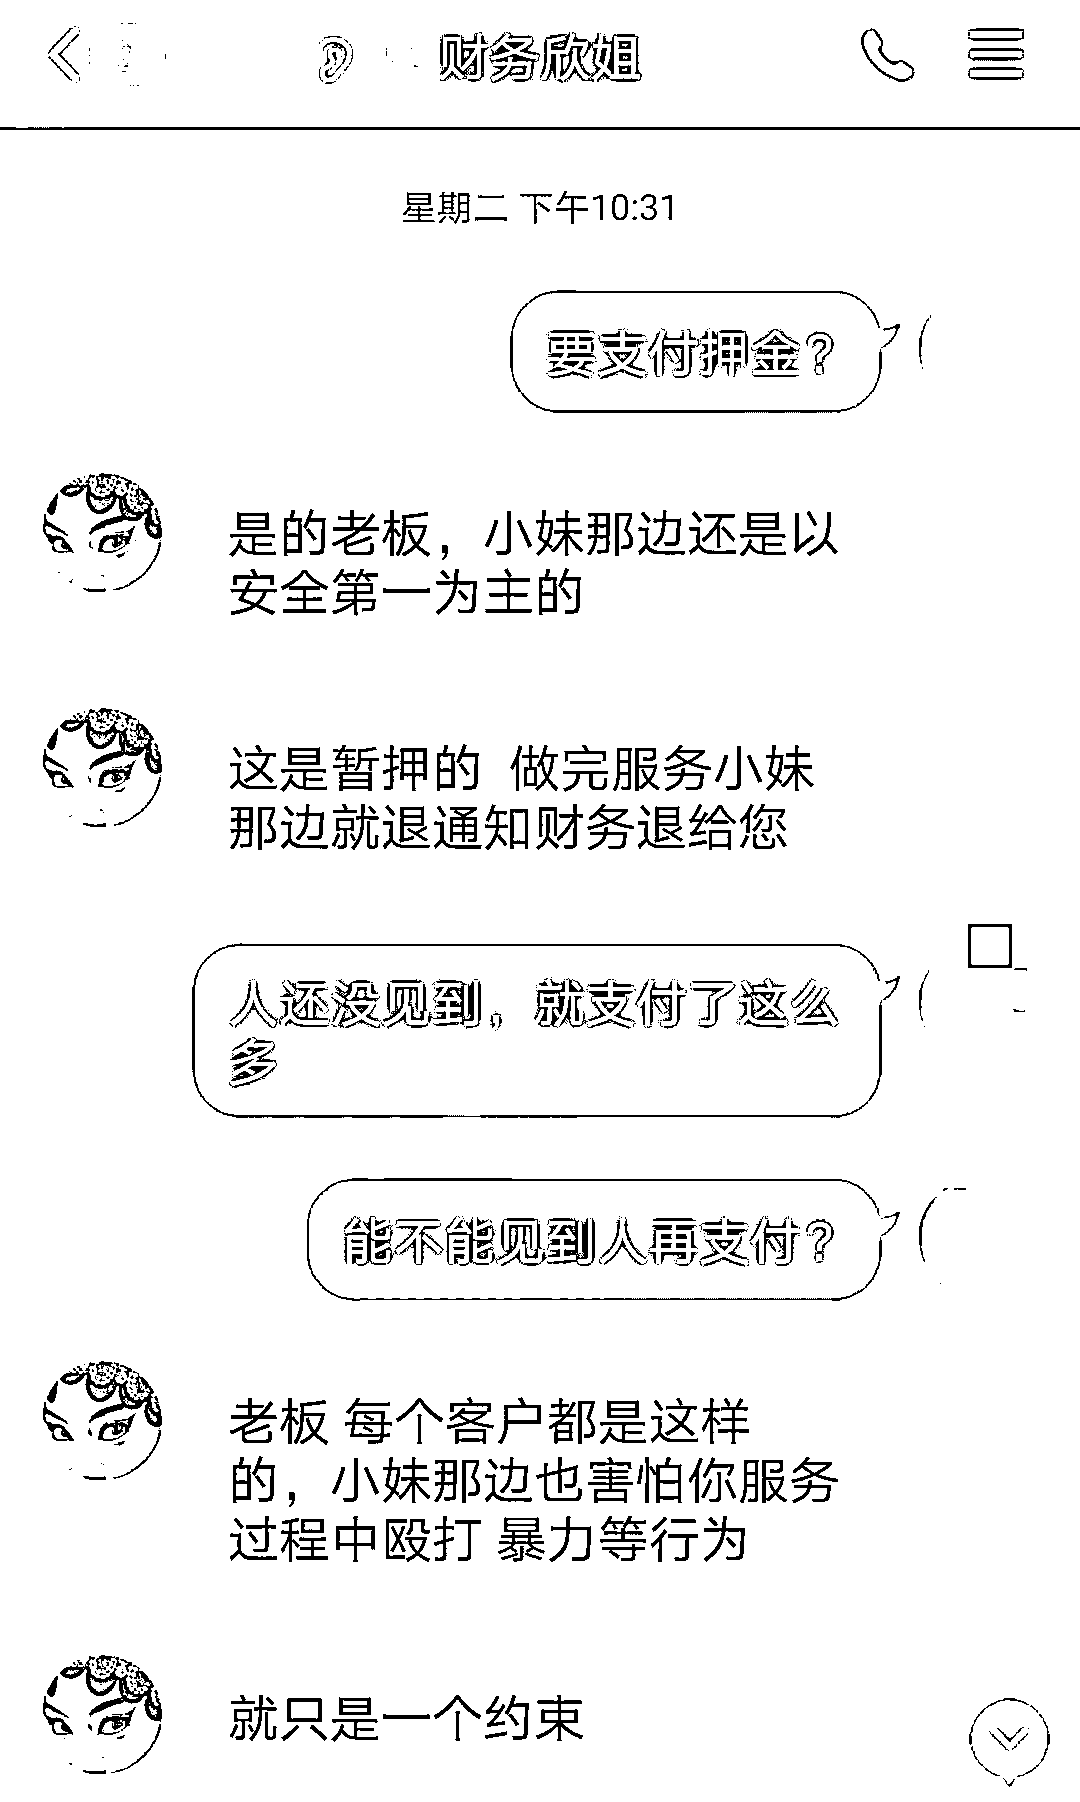 财务欣姐
星期二 下午10:31
要支付押金？
是的老板，小妹那边还是以
安全第一为主的
这是暂押的 做完服务小妹
那边就退通知财务退给您
人还没见到，就支付了这么
多
能不能见到人再支付？
老板 每个客户都是这样
的，小妹那边也害怕你服务
过程中殴打 暴力等行为
就只是一个约束